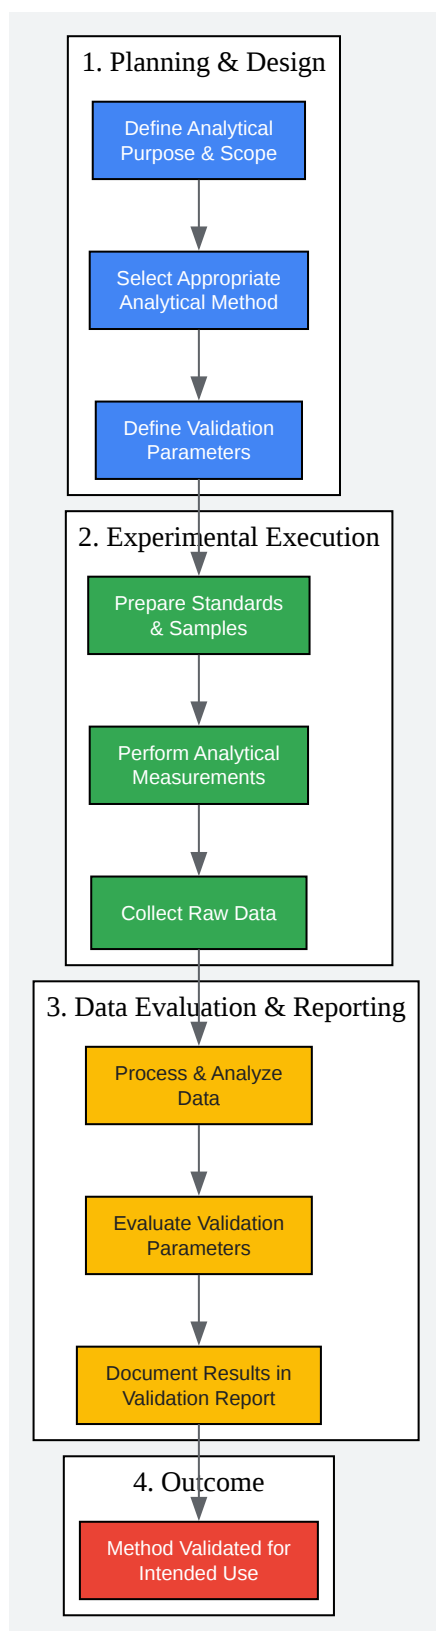 1. Planning & Design
Define Analytical
Purpose & Scope
Select Appropriate
Analytical Method
Define Validation
Parameters
2. Experimental Execution
Prepare Standards
& Samples
Perform Analytical
Measurements
Collect Raw Data
3. Data Evaluation & Reporting
Process & Analyze
Data
Evaluate Validation
Parameters
Document Results in
Validation Report
4. Outcome
Method Validated for
Intended Use